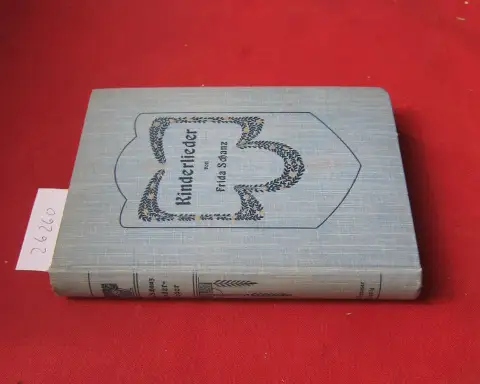 Kinderlieder
von
Frida Schanz
26260